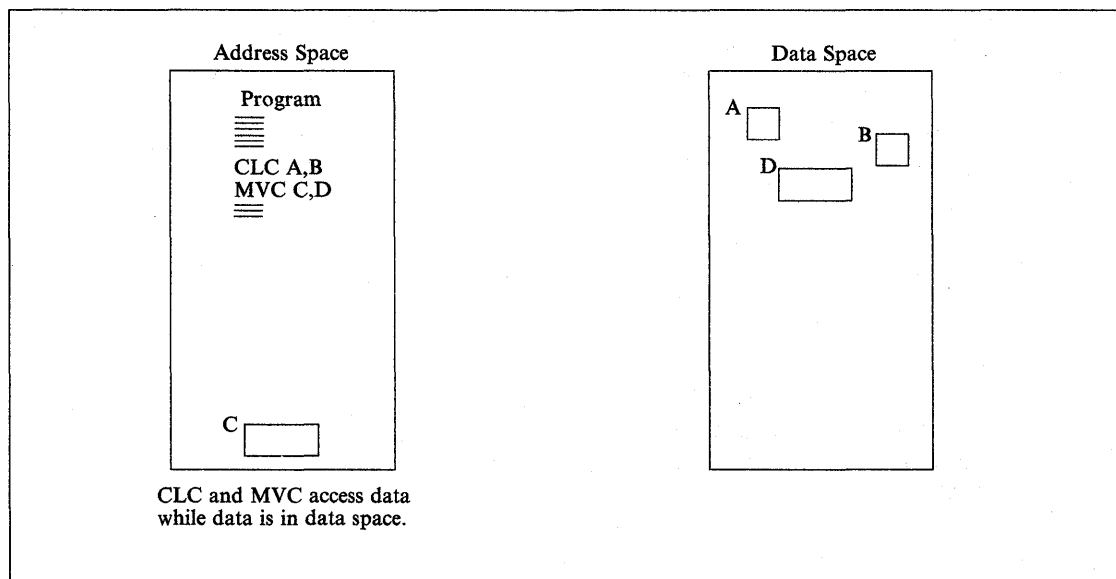 Address Space
Program
CLC A,B
MVC C,D
C
CLC and MVC access data
while data is in data space.
Data Space
A
B
D